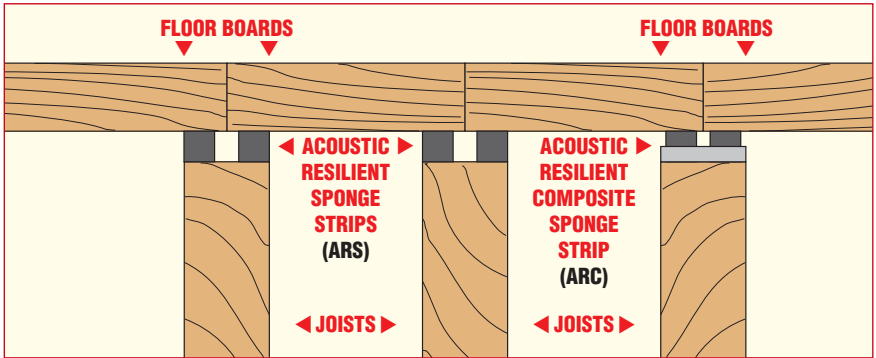 FLOOR BOARDS
FLOOR BOARDS
ACOUSTIC
RESILIENT
SPONGE
STRIPS
(ARS)
ACOUSTIC
RESILIENT
COMPOSITE
SPONGE
STRIP
(ARC)
JOISTS
JOISTS